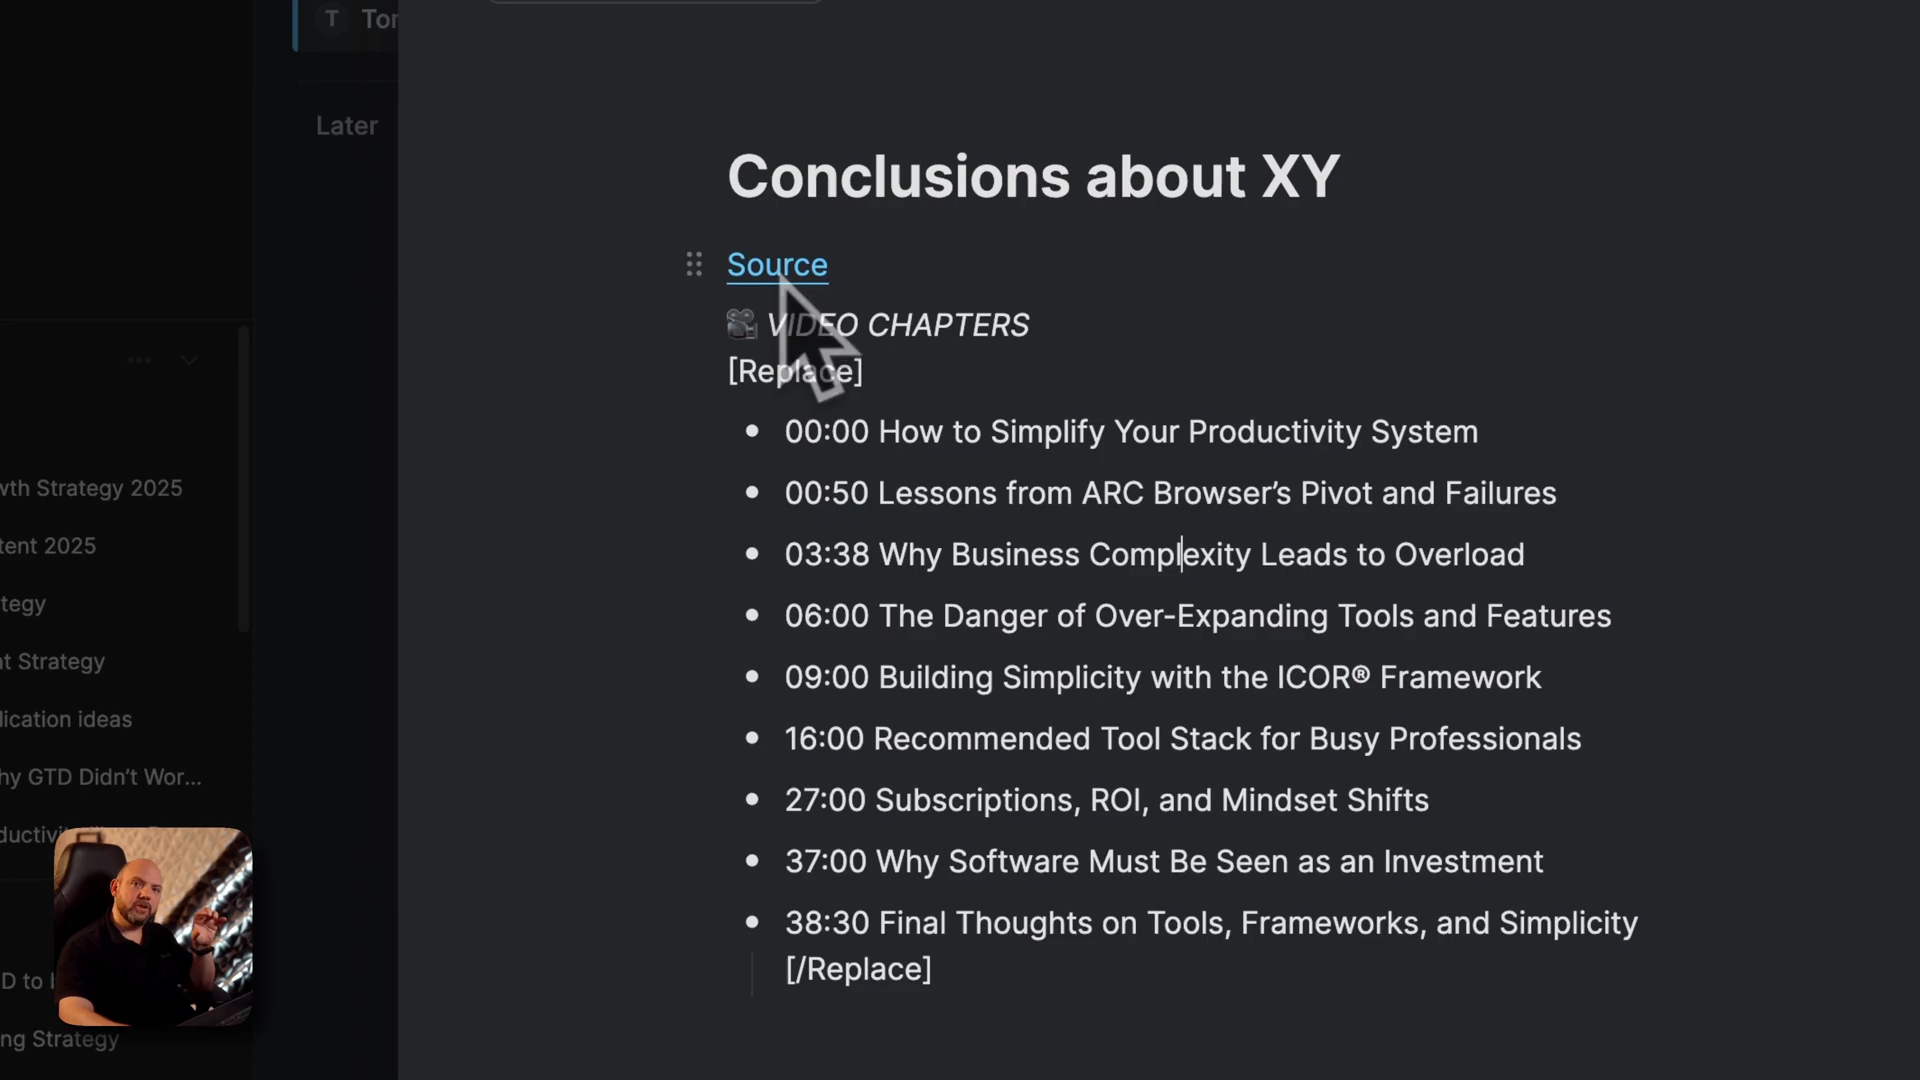 T Tor
Later
Conclusions about XY
Source
🎥 VIDEO CHAPTERS
[Replace]
• 00:00 How to Simplify Your Productivity System
• 00:50 Lessons from ARC Browser’s Pivot and Failures
• 03:38 Why Business Complexity Leads to Overload
• 06:00 The Danger of Over-Expanding Tools and Features
• 09:00 Building Simplicity with the ICOR® Framework
• 16:00 Recommended Tool Stack for Busy Professionals
• 27:00 Subscriptions, ROI, and Mindset Shifts
• 37:00 Why Software Must Be Seen as an Investment
• 38:30 Final Thoughts on Tools, Frameworks, and Simplicity
[/Replace]
wth Strategy 2025
tent 2025
tegy
nt Strategy
lication ideas
hy GTD Didn’t Wor...
ductivi
D to
ng Strategy